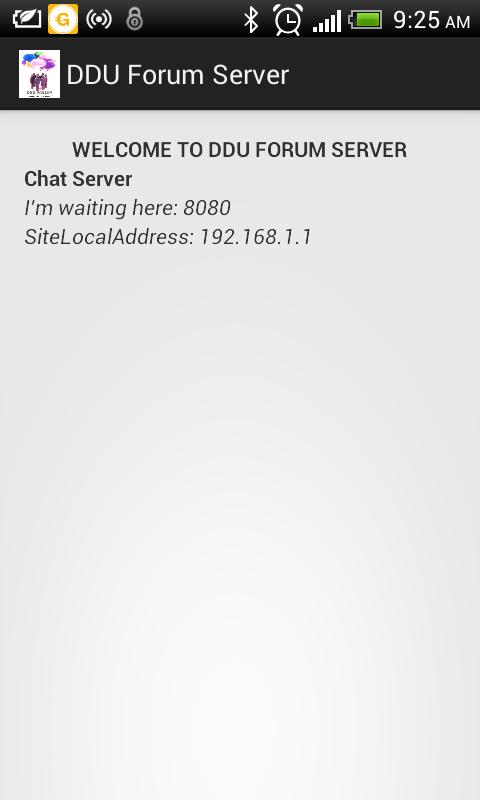 9:25 AM
DDU Forum Server
WELCOME TO DDU FORUM SERVER
Chat Server
I'm waiting here: 8080
SiteLocalAddress: 192.168.1.1